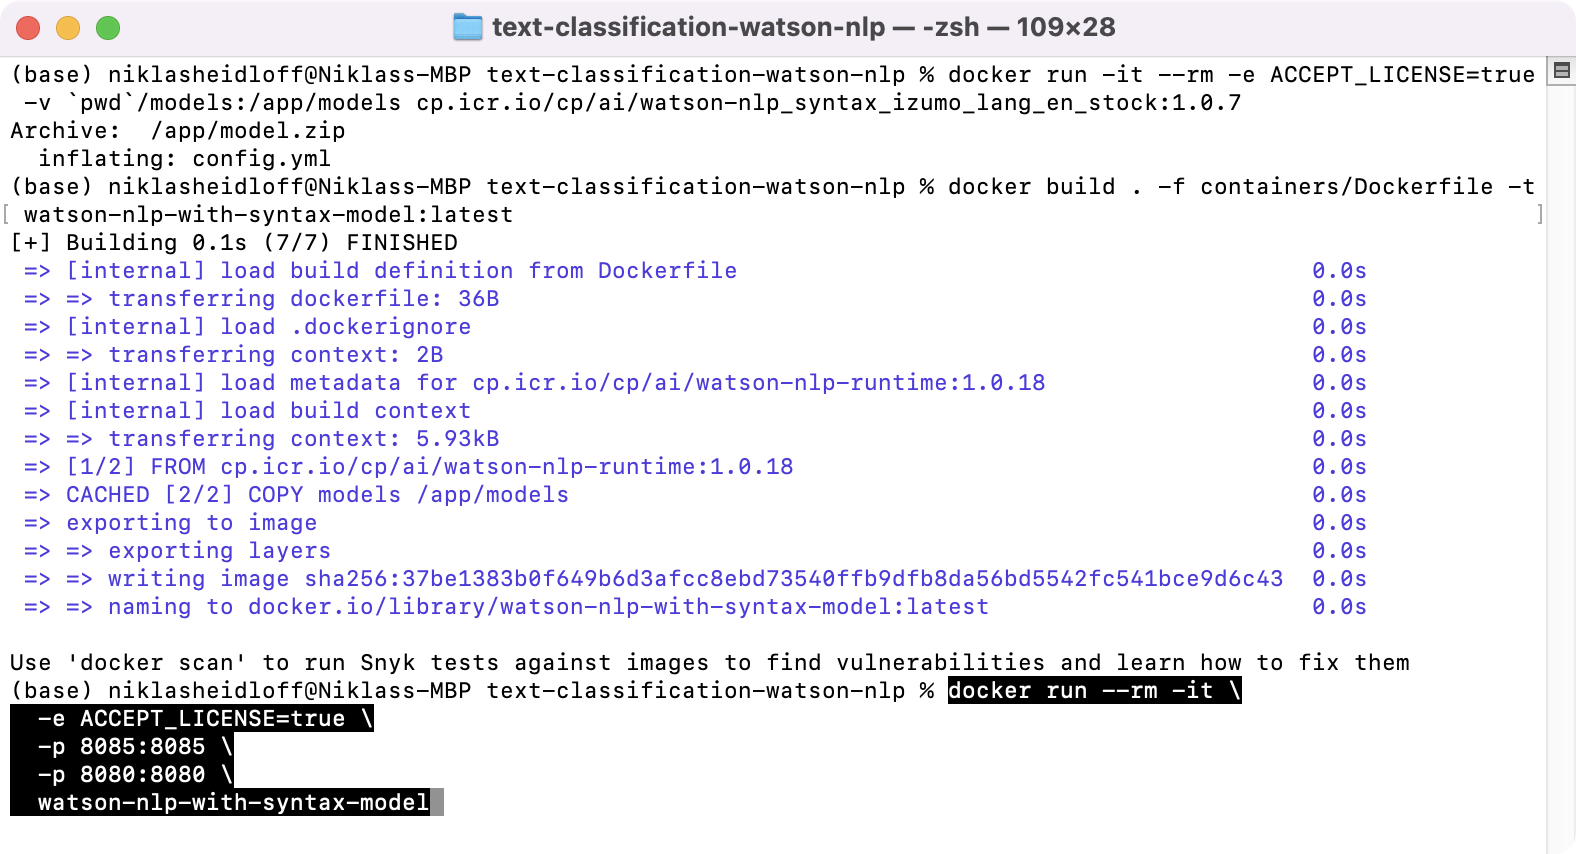 text-classification-watson-nlp — -zsh — 109×28
(base) niklasheidloff@Niklass-MBP text-classification-watson-nlp % docker run -it --rm -e ACCEPT_LICENSE=true
 -v `pwd`/models:/app/models cp.icr.io/cp/ai/watson-nlp_syntax_izumo_lang_en_stock:1.0.7
Archive:  /app/model.zip
  inflating: config.yml
(base) niklasheidloff@Niklass-MBP text-classification-watson-nlp % docker build . -f containers/Dockerfile -t
[ watson-nlp-with-syntax-model:latest ]
[+] Building 0.1s (7/7) FINISHED
 => [internal] load build definition from Dockerfile 0.0s
 => => transferring dockerfile: 36B 0.0s
 => [internal] load .dockerignore 0.0s
 => => transferring context: 2B 0.0s
 => [internal] load metadata for cp.icr.io/cp/ai/watson-nlp-runtime:1.0.18 0.0s
 => [internal] load build context 0.0s
 => => transferring context: 5.93kB 0.0s
 => [1/2] FROM cp.icr.io/cp/ai/watson-nlp-runtime:1.0.18 0.0s
 => CACHED [2/2] COPY models /app/models 0.0s
 => exporting to image 0.0s
 => => exporting layers 0.0s
 => => writing image sha256:37be1383b0f649b6d3afcc8ebd73540ffb9dfb8da56bd5542fc541bce9d6c43 0.0s
 => => naming to docker.io/library/watson-nlp-with-syntax-model:latest 0.0s
Use 'docker scan' to run Snyk tests against images to find vulnerabilities and learn how to fix them
(base) niklasheidloff@Niklass-MBP text-classification-watson-nlp % docker run --rm -it \
  -e ACCEPT_LICENSE=true \
  -p 8085:8085 \
  -p 8080:8080 \
  watson-nlp-with-syntax-model